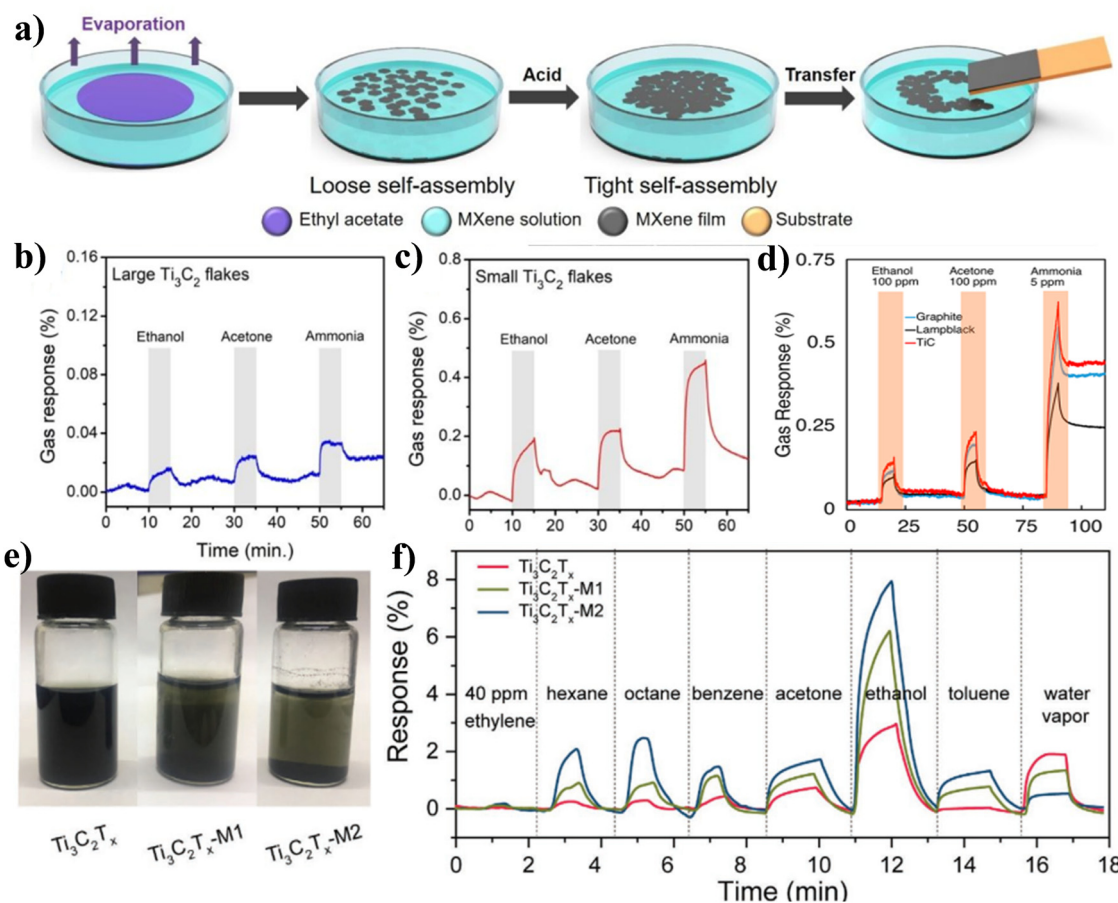 a)
Evaporation
Acid
Transfer
Loose self-assembly
Tight self-assembly
Ethyl acetate
MXene solution
MXene film
Substrate
b)
Large Ti₃C₂ flakes
Ethanol
Acetone
Ammonia
Gas response (%)
0.16
0.12
0.08
0.04
0.00
0 10 20 30 40 50 60
Time (min.)
c)
Small Ti₃C₂ flakes
Ethanol
Acetone
Ammonia
Gas response (%)
0.8
0.6
0.4
0.2
0.0
0 10 20 30 40 50 60
Time (min.)
d)
Ethanol
100 ppm
Acetone
100 ppm
Ammonia
5 ppm
Graphite
Lampblack
TiC
Gas Response (%)
0.75
0.5
0.25
0
0 25 50 75 100
e)
Ti₃C₂Tₓ
Ti₃C₂Tₓ-M1
Ti₃C₂Tₓ-M2
f)
Ti₃C₂Tₓ
Ti₃C₂Tₓ-M1
Ti₃C₂Tₓ-M2
40 ppm
ethylene
hexane
octane
benzene
acetone
ethanol
toluene
water
vapor
Response (%)
8
6
4
2
0
0 2 4 6 8 10 12 14 16 18
Time (min)